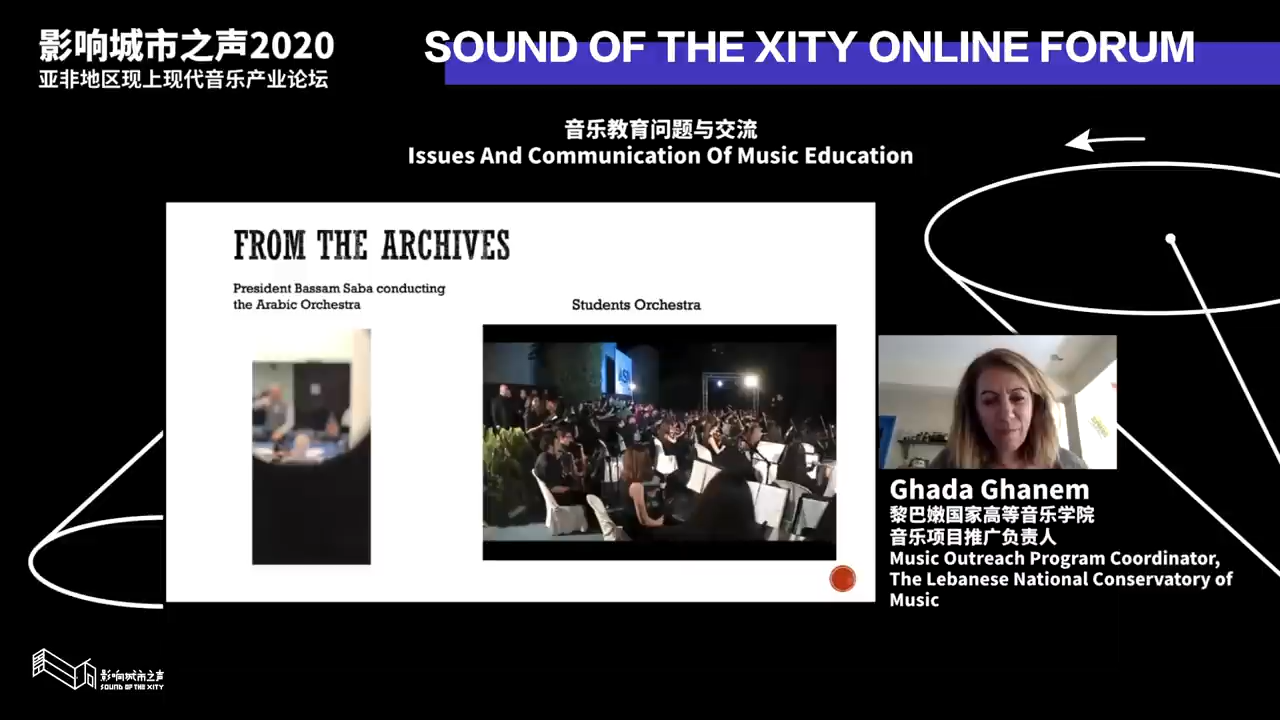 影响城市之声2020
亚非地区现上现代音乐产业论坛
SOUND OF THE XITY ONLINE FORUM
音乐教育问题与交流
Issues And Communication Of Music Education
FROM THE ARCHIVES
President Bassam Saba conducting
the Arabic Orchestra
Students Orchestra
Ghada Ghanem
黎巴嫩国家高等音乐学院
音乐项目推广负责人
Music Outreach Program Coordinator,
The Lebanese National Conservatory of
Music
影响城市之声
SOUND OF THE XITY